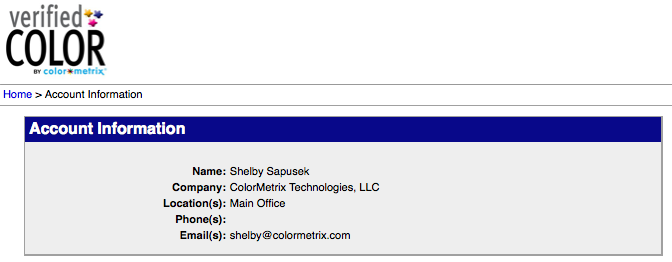 verified
COLOR
BY colormetrix
Home > Account Information
Account Information
Name: Shelby Sapusek
Company: ColorMetrix Technologies, LLC
Location(s): Main Office
Phone(s):
Email(s): shelby@colormetrix.com